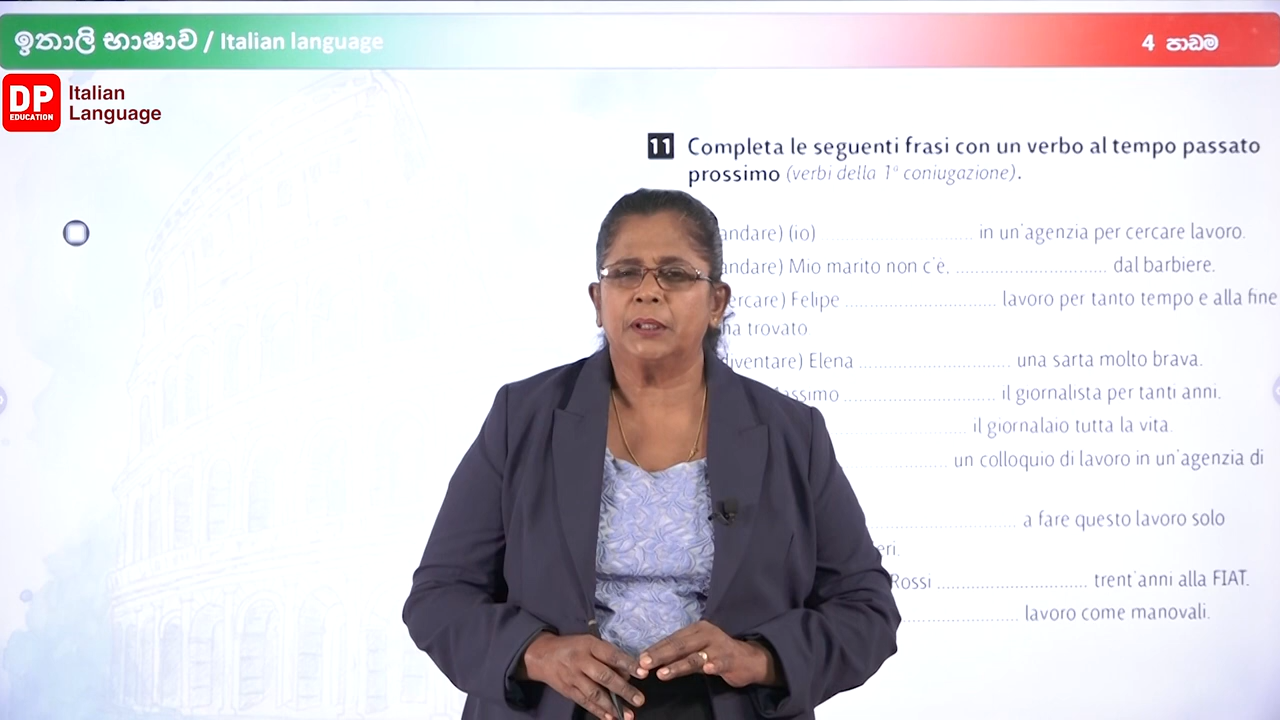 ඉතාලි භාෂාව / Italian language
4 පාඩම
DP
EDUCATION
Italian
Language
11 Completa le seguenti frasi con un verbo al tempo passato
prossimo (verbi della 1ª coniugazione).
andare) (io) ............................ in un'agenzia per cercare lavoro.
andare) Mio marito non c'è, ............................ dal barbiere.
ercare) Felipe ............................ lavoro per tanto tempo e alla fine
ha trovato
diventare) Elena ............................ una sarta molto brava.
assimo ............................ il giornalista per tanti anni.
............................ il giornalaio tutta la vita.
............................ un colloquio di lavoro in un'agenzia di
............................ a fare questo lavoro solo
eri.
Rossi ............................ trent'anni alla FIAT.
............................ lavoro come manovali.